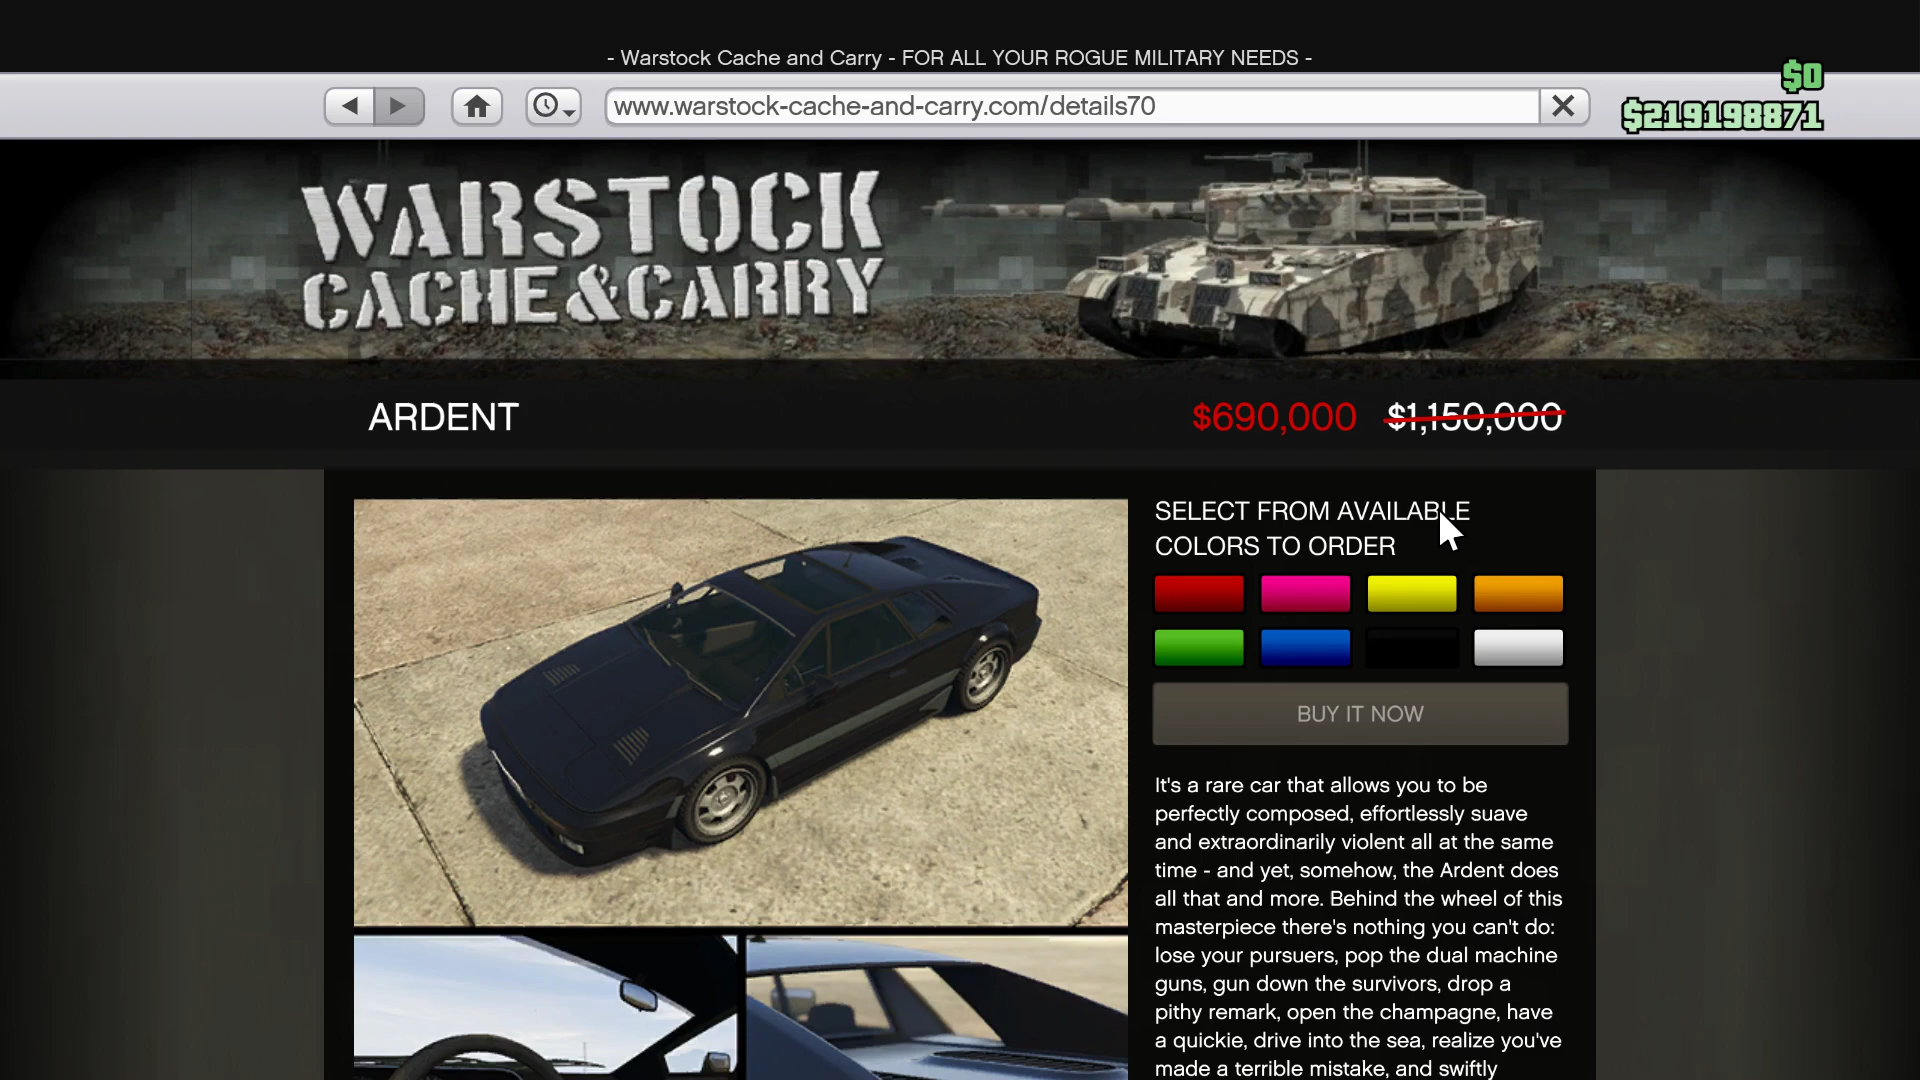 - Warstock Cache and Carry - FOR ALL YOUR ROGUE MILITARY NEEDS -
$0
www.warstock-cache-and-carry.com/details70
$219198871
WARSTOCK
CACHE&CARRY
ARDENT
$690,000 $1,150,000
SELECT FROM AVAILABLE
COLORS TO ORDER
BUY IT NOW
It's a rare car that allows you to be
perfectly composed, effortlessly suave
and extraordinarily violent all at the same
time - and yet, somehow, the Ardent does
all that and more. Behind the wheel of this
masterpiece there's nothing you can't do:
lose your pursuers, pop the dual machine
guns, gun down the survivors, drop a
pithy remark, open the champagne, have
a quickie, drive into the sea, realize you've
made a terrible mistake, and swiftly